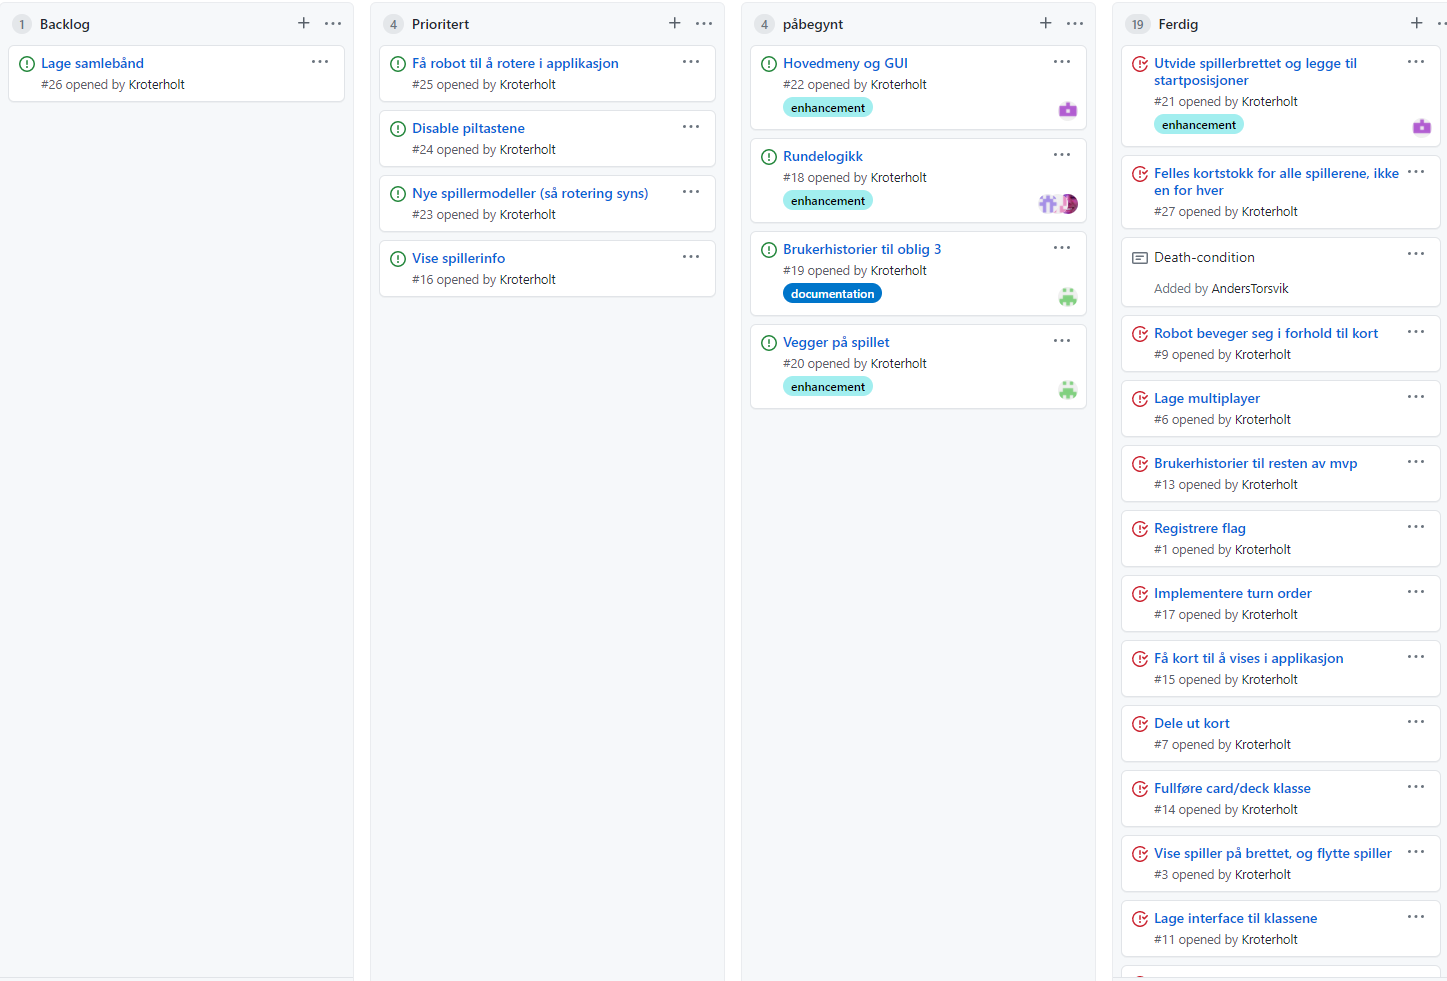 1 Backlog
Lage samlebånd
#26 opened by Kroterholt
4 Prioritert
Få robot til å rotere i applikasjon
#25 opened by Kroterholt
Disable piltastene
#24 opened by Kroterholt
Nye spillermodeller (så rotering syns)
#23 opened by Kroterholt
Vise spillerinfo
#16 opened by Kroterholt
4 påbegynt
Hovedmeny og GUI
#22 opened by Kroterholt
enhancement
Rundelogikk
#18 opened by Kroterholt
enhancement
Brukerhistorier til oblig 3
#19 opened by Kroterholt
documentation
Vegger på spillet
#20 opened by Kroterholt
enhancement
19 Ferdig
Utvide spillerbrettet og legge til
startposisjoner
#21 opened by Kroterholt
enhancement
Felles kortstokk for alle spillerene, ikke
en for hver
#27 opened by Kroterholt
Death-condition
Added by AndersTorsvik
Robot beveger seg i forhold til kort
#9 opened by Kroterholt
Lage multiplayer
#6 opened by Kroterholt
Brukerhistorier til resten av mvp
#13 opened by Kroterholt
Registrere flag
#1 opened by Kroterholt
Implementere turn order
#17 opened by Kroterholt
Få kort til å vises i applikasjon
#15 opened by Kroterholt
Dele ut kort
#7 opened by Kroterholt
Fullføre card/deck klasse
#14 opened by Kroterholt
Vise spiller på brettet, og flytte spiller
#3 opened by Kroterholt
Lage interface til klassene
#11 opened by Kroterholt